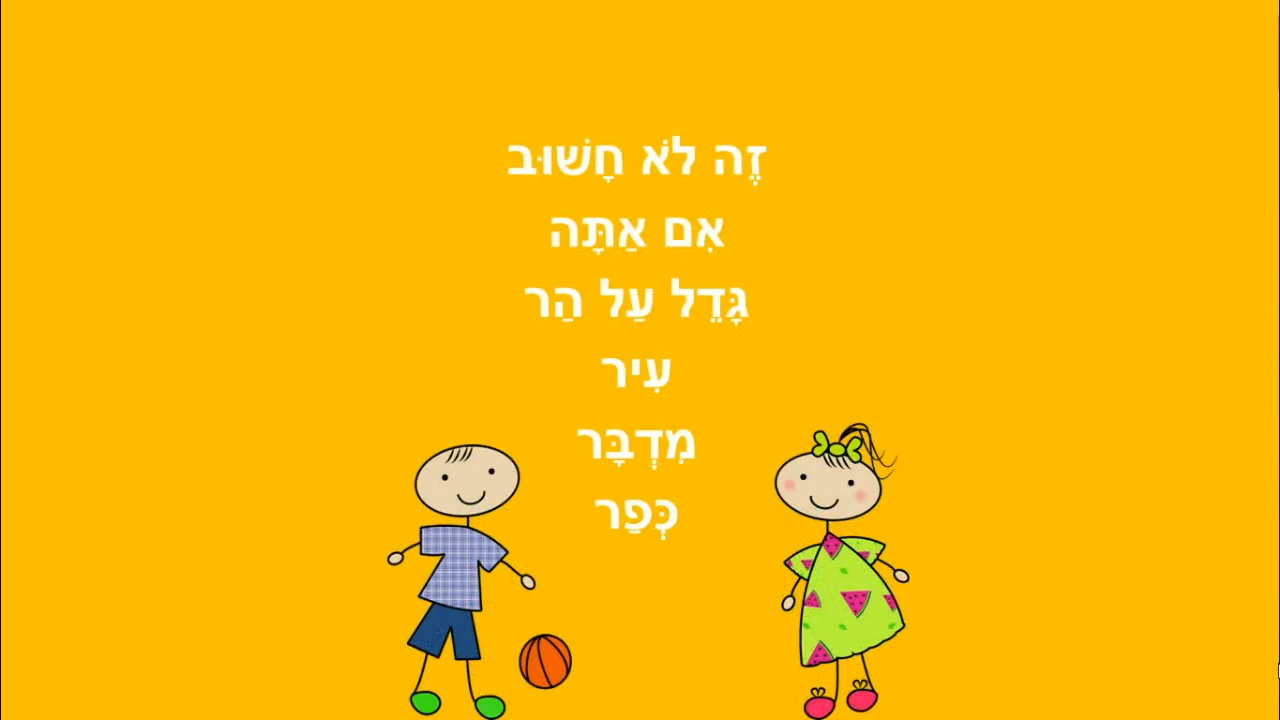 זֶה לֹא חָשׁוּב
אִם אַתָּה
גָּדֵל עַל הַר
עִיר
מִדְבָּר
כְּפַר